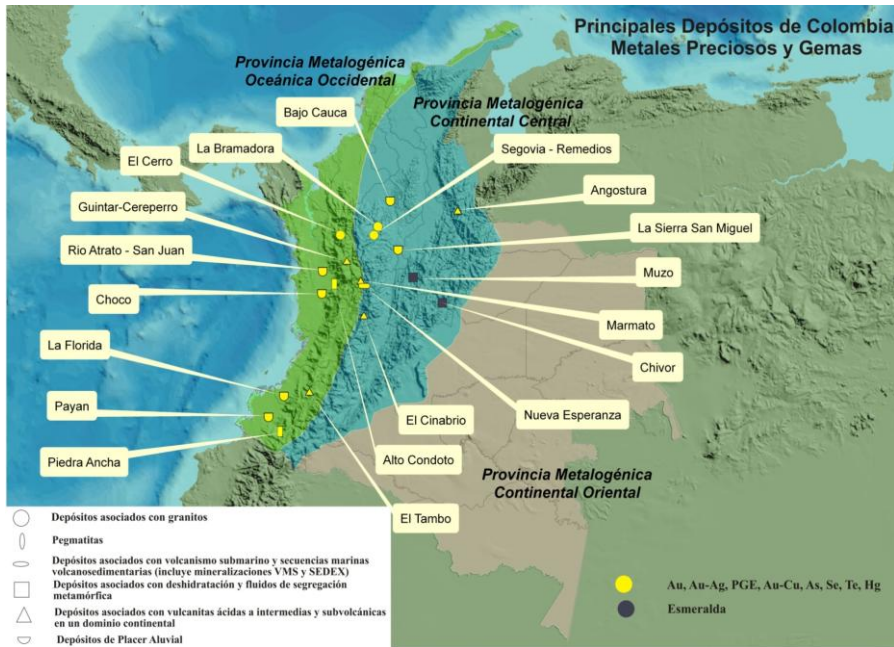 Principales Depósitos de Colombia
Metales Preciosos y Gemas
Provincia Metalogénica
Oceánica Occidental
Provincia Metalogénica
Continental Central
Bajo Cauca
La Bramadora
Segovia - Remedios
El Cerro
Angostura
Guintar-Cereperro
La Sierra San Miguel
Rio Atrato - San Juan
Muzo
Choco
Marmato
La Florida
Chivor
Payan
El Cinabrio
Nueva Esperanza
Piedra Ancha
Alto Condoto
El Tambo
Provincia Metalogénica
Continental Oriental
Depósitos asociados con granitos
Pegmatitas
Depósitos asociados con volcanismo submarino y secuencias marinas
volcanosedimentarias (incluye mineralizaciones VMS y SEDEX)
Depósitos asociados con deshidratación y fluidos de segregación
metamórfica
Depósitos asociados con vulcanitas ácidas a intermedias y subvolcánicas
en un dominio continental
Depósitos de Placer Aluvial
Au, Au-Ag, PGE, Au-Cu, As, Se, Te, Hg
Esmeralda